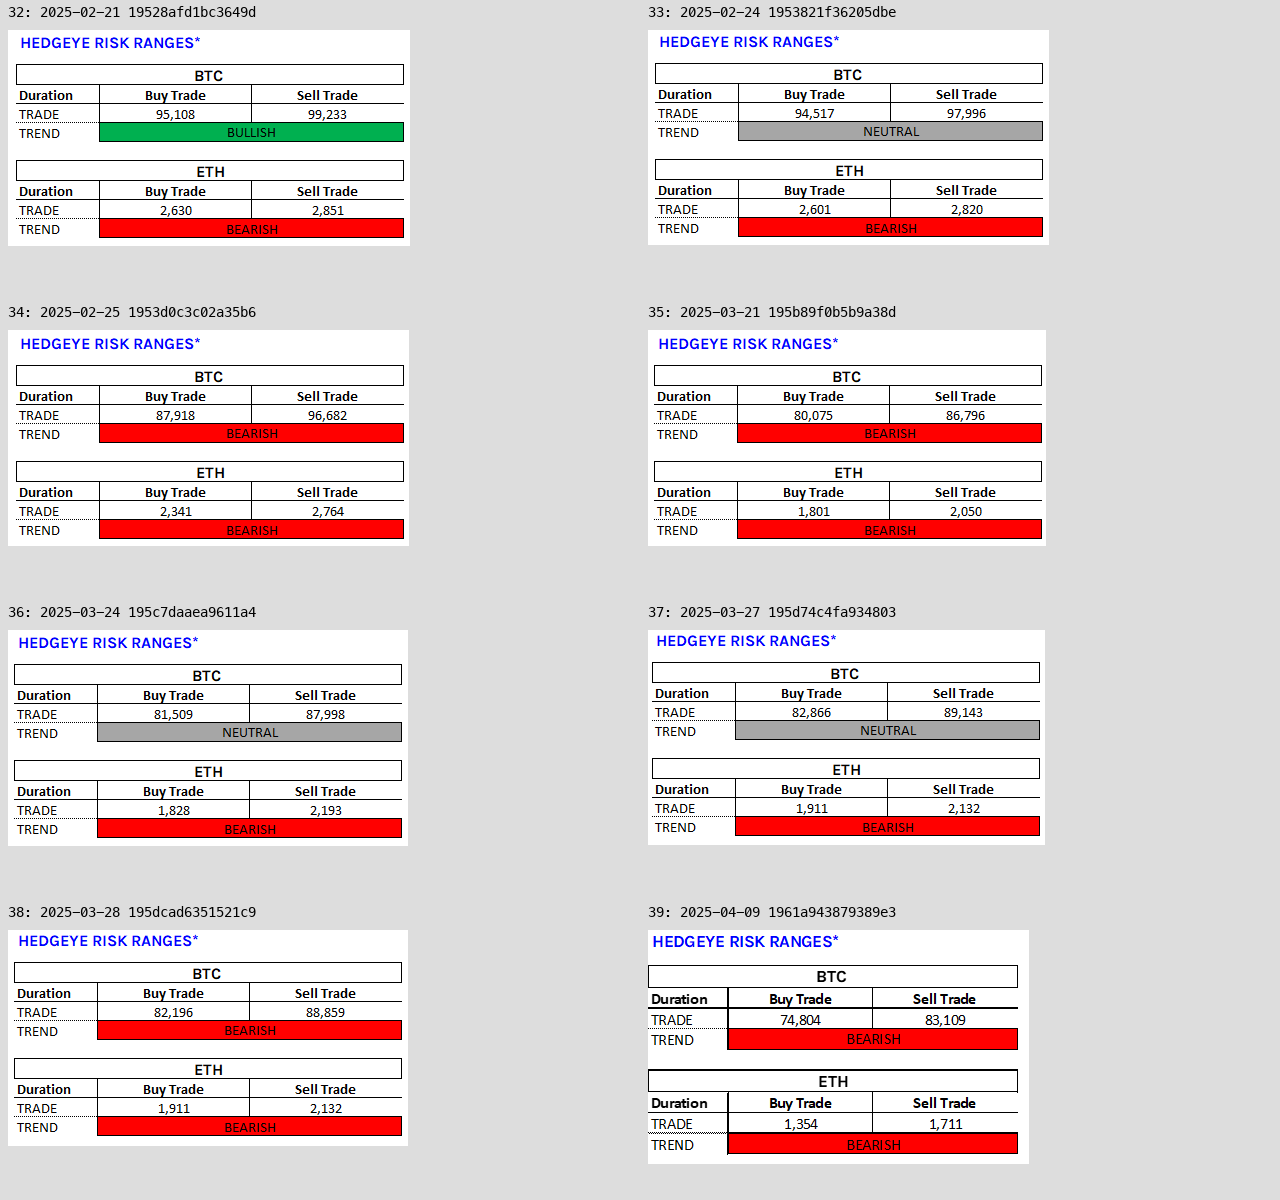 32: 2025−02−21 19528afd1bc3649d
HEDGEYE RISK RANGES*
BTC
Duration Buy Trade Sell Trade
TRADE 95,108 99,233
TREND BULLISH
ETH
Duration Buy Trade Sell Trade
TRADE 2,630 2,851
TREND BEARISH
33: 2025−02−24 1953821f36205dbe
HEDGEYE RISK RANGES*
BTC
Duration Buy Trade Sell Trade
TRADE 94,517 97,996
TREND NEUTRAL
ETH
Duration Buy Trade Sell Trade
TRADE 2,601 2,820
TREND BEARISH
34: 2025−02−25 1953d0c3c02a35b6
HEDGEYE RISK RANGES*
BTC
Duration Buy Trade Sell Trade
TRADE 87,918 96,682
TREND BEARISH
ETH
Duration Buy Trade Sell Trade
TRADE 2,341 2,764
TREND BEARISH
35: 2025−03−21 195b89f0b5b9a38d
HEDGEYE RISK RANGES*
BTC
Duration Buy Trade Sell Trade
TRADE 80,075 86,796
TREND BEARISH
ETH
Duration Buy Trade Sell Trade
TRADE 1,801 2,050
TREND BEARISH
36: 2025−03−24 195c7daaea9611a4
HEDGEYE RISK RANGES*
BTC
Duration Buy Trade Sell Trade
TRADE 81,509 87,998
TREND NEUTRAL
ETH
Duration Buy Trade Sell Trade
TRADE 1,828 2,193
TREND BEARISH
37: 2025−03−27 195d74c4fa934803
HEDGEYE RISK RANGES*
BTC
Duration Buy Trade Sell Trade
TRADE 82,866 89,143
TREND NEUTRAL
ETH
Duration Buy Trade Sell Trade
TRADE 1,911 2,132
TREND BEARISH
38: 2025−03−28 195dcad6351521c9
HEDGEYE RISK RANGES*
BTC
Duration Buy Trade Sell Trade
TRADE 82,196 88,859
TREND BEARISH
ETH
Duration Buy Trade Sell Trade
TRADE 1,911 2,132
TREND BEARISH
39: 2025−04−09 1961a943879389e3
HEDGEYE RISK RANGES*
BTC
Duration Buy Trade Sell Trade
TRADE 74,804 83,109
TREND BEARISH
ETH
Duration Buy Trade Sell Trade
TRADE 1,354 1,711
TREND BEARISH